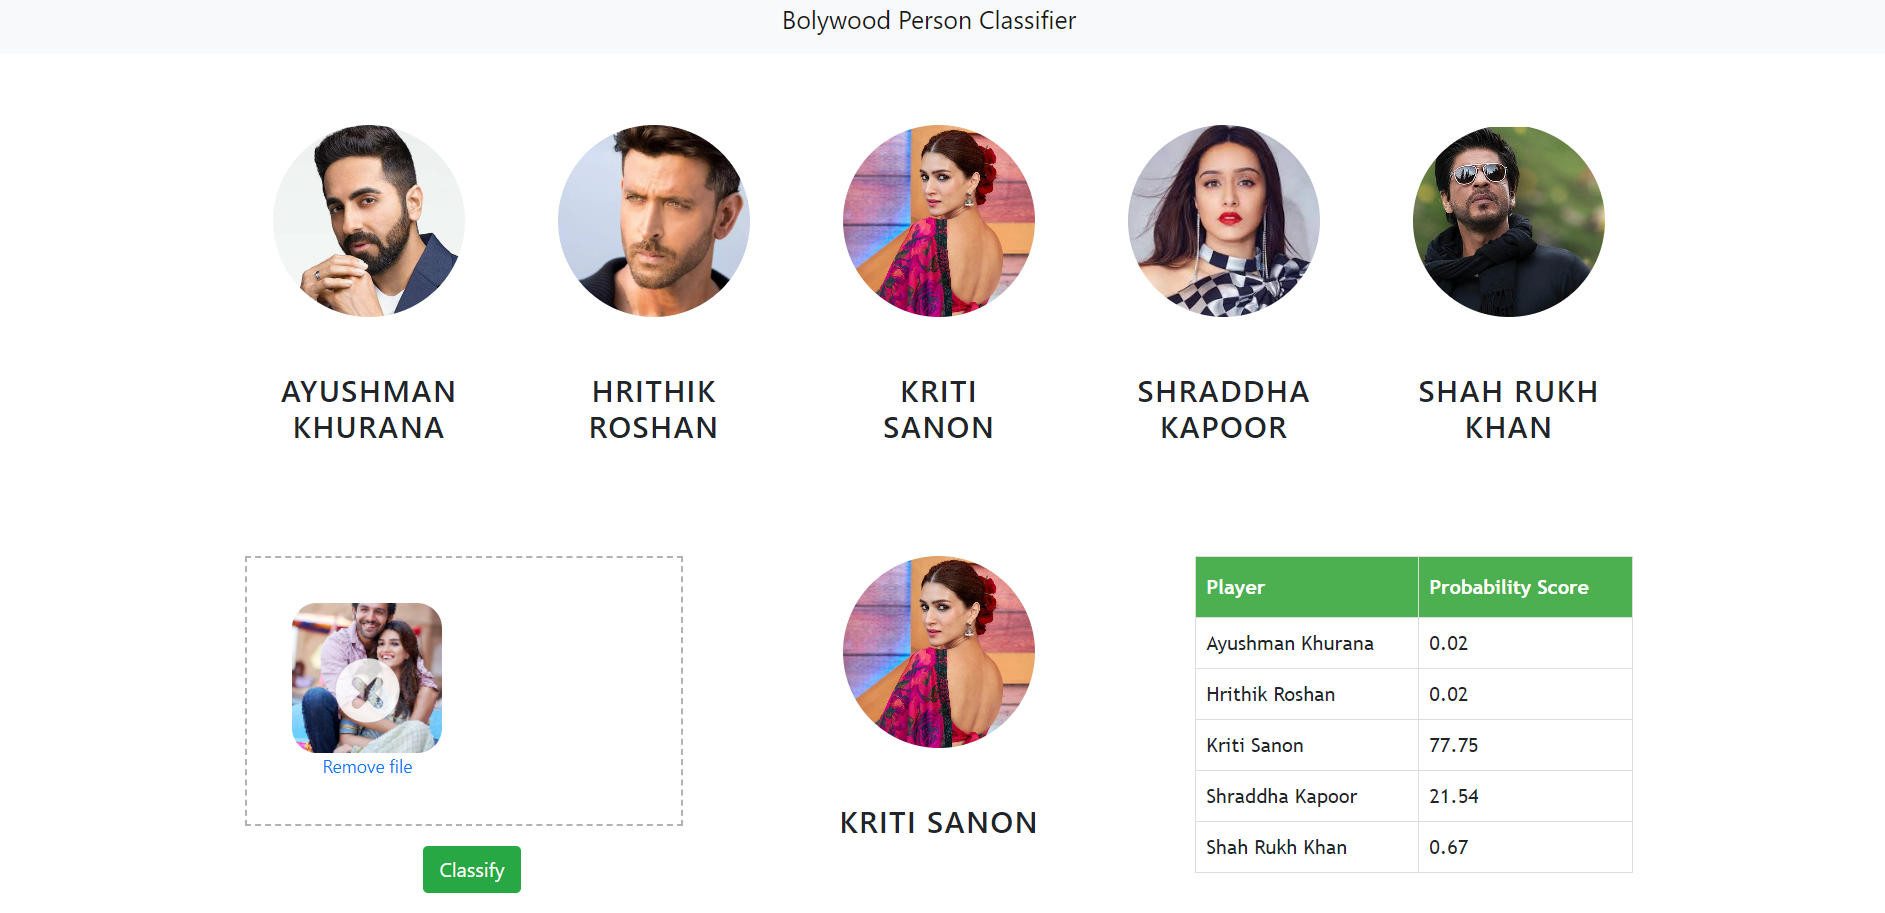 Bolywood Person Classifier
AYUSHMAN
KHURANA
HRITHIK
ROSHAN
KRITI
SANON
SHRADDHA
KAPOOR
SHAH RUKH
KHAN
Remove file
Classify
KRITI SANON
Player Probability Score
Ayushman Khurana 0.02
Hrithik Roshan 0.02
Kriti Sanon 77.75
Shraddha Kapoor 21.54
Shah Rukh Khan 0.67